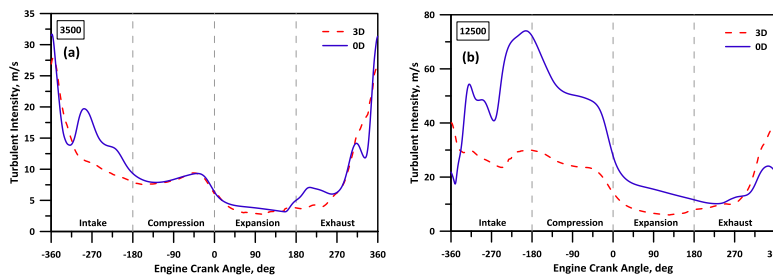 3500
(a)
3D
0D
Turbulent Intensity, m/s
35
30
25
20
15
10
5
0
Intake
Compression
Expansion
Exhaust
-360 -270 -180 -90 0 90 180 270 360
Engine Crank Angle, deg
12500
(b)
3D
0D
Turbulent Intensity, m/s
80
60
40
20
0
Intake
Compression
Expansion
Exhaust
-360 -270 -180 -90 0 90 180 270 360
Engine Crank Angle, deg